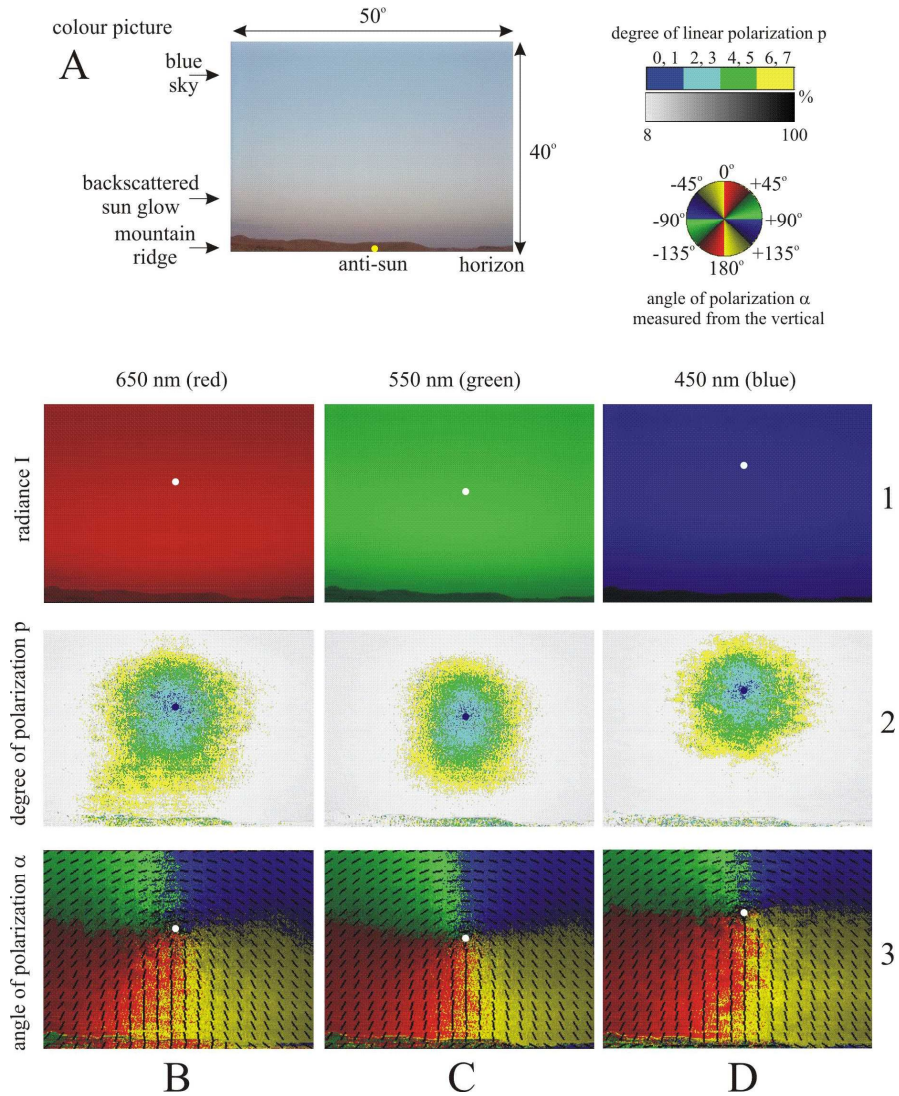 colour picture
A
50°
40°
blue
sky
backscattered
sun glow
mountain
ridge
anti-sun
horizon
degree of linear polarization p
0, 1 2, 3 4, 5 6, 7
%
8 100
0°
-45° +45°
-90° +90°
-135° +135°
180°
angle of polarization α
measured from the vertical
650 nm (red) 550 nm (green) 450 nm (blue)
radiance I
1
degree of polarization p
2
angle of polarization α
3
B C D